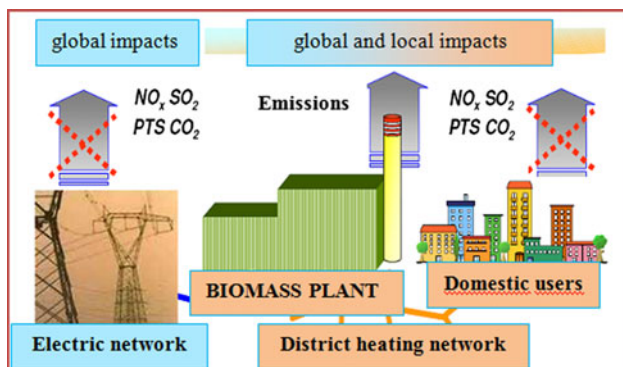 global impacts
global and local impacts
NOx SO2
PTS CO2
Emissions
NOx SO2
PTS CO2
BIOMASS PLANT
Domestic users
Electric network
District heating network